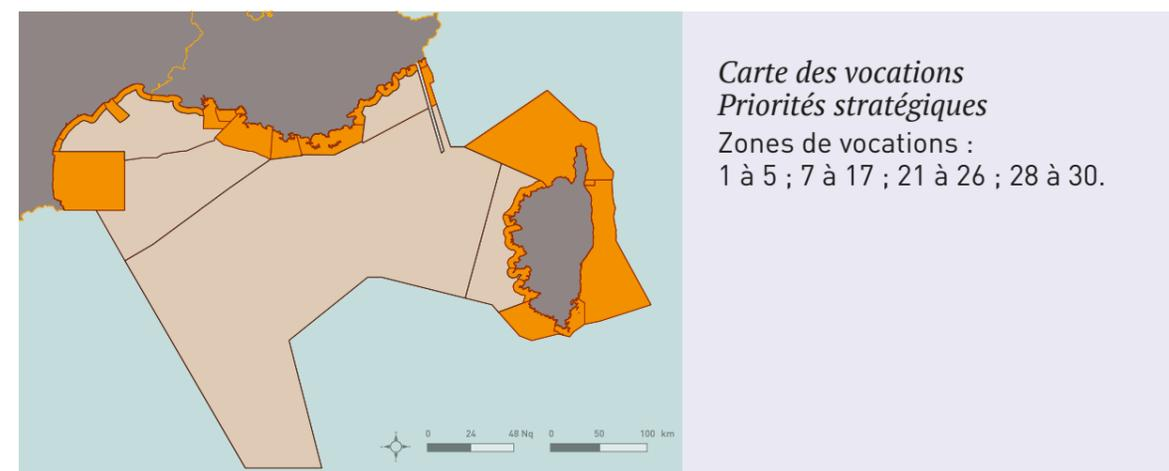 Carte des vocations
Priorités stratégiques
Zones de vocations :
1 à 5 ; 7 à 17 ; 21 à 26 ; 28 à 30.
0 24 48 Nq 0 50 100 km